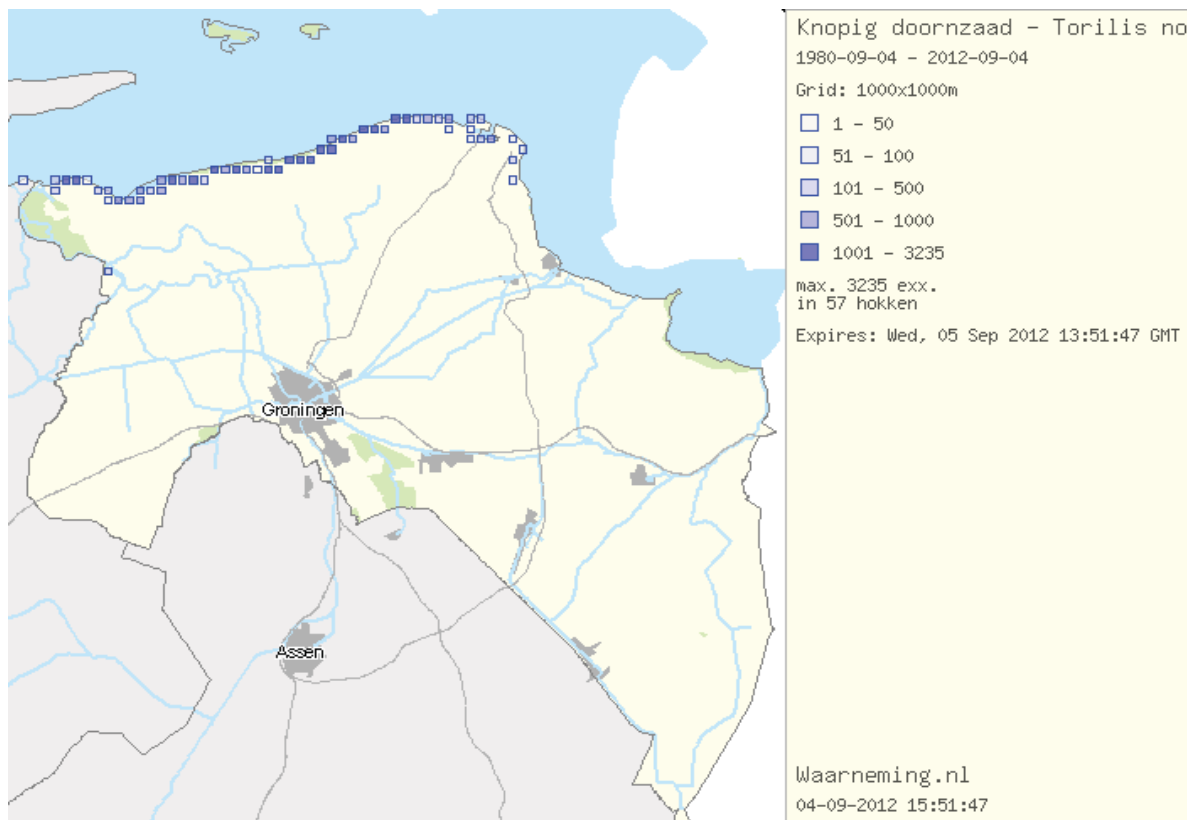 Knopig doornzaad - Torilis no
1980-09-04 - 2012-09-04
Grid: 1000x1000m
1 - 50
51 - 100
101 - 500
501 - 1000
1001 - 3235
max. 3235 exx.
in 57 hokken
Expires: Wed, 05 Sep 2012 13:51:47 GMT
Groningen
Assen
Waarneming.nl
04-09-2012 15:51:47